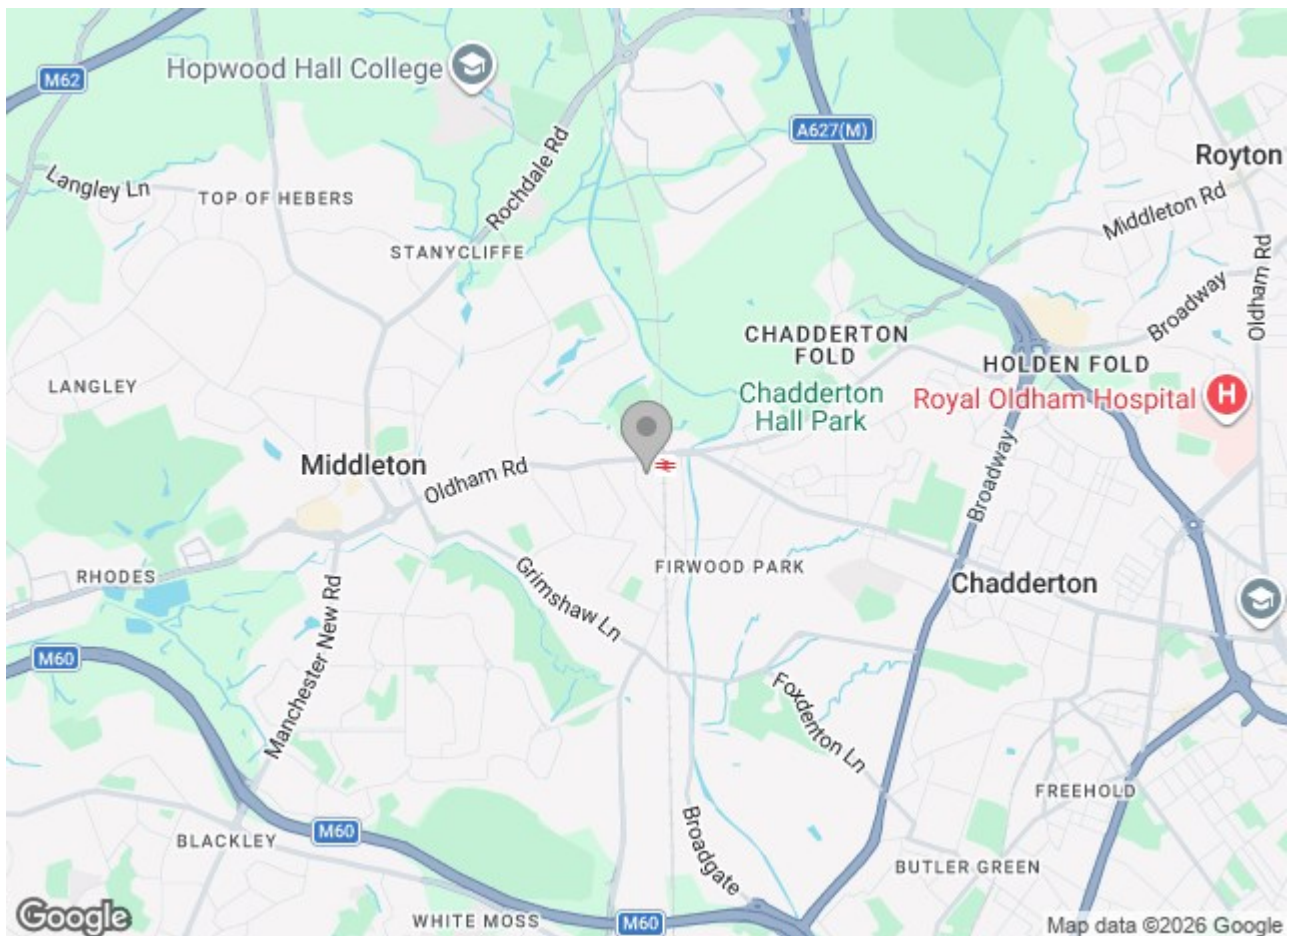 M62
Hopwood Hall College
A627(M)
Royton
Langley Ln
TOP OF HEBERS
Rochdale Rd
Middleton Rd
STANYCLIFFE
Oldham Rd
Broadway
CHADDERTON
FOLD
HOLDEN FOLD
LANGLEY
Chadderton
Hall Park
Royal Oldham Hospital
H
Middleton
Oldham Rd
Broadway
RHODES
Grimshaw Ln
FIRWOOD PARK
Chadderton
M60
Manchester New Rd
Foxdenton Ln
FREEHOLD
BLACKLEY
M60
Broadgate
BUTLER GREEN
Google
WHITE MOSS
M60
Map data ©2026 Google